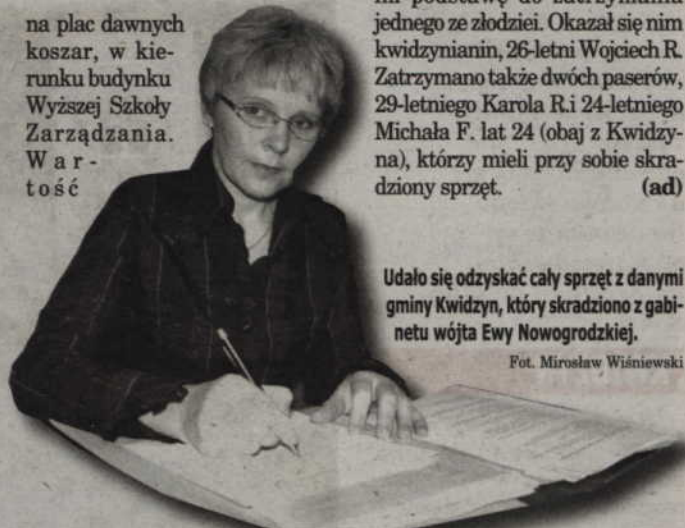 na plac dawnych
koszar, w kie-
runku budynku
Wyższej Szkoły
Zarządzania.
War-
tość
podstawę do zatrzymania
jednego ze złodziei. Okazał się nim
kwidzynianin, 26-letni Wojciech R.
Zatrzymano także dwóch paserów,
29-letniego Karola R.i 24-letniego
Michała F. lat 24 (obaj z Kwidzy-
na), którzy mieli przy sobie skra-
dziony sprzęt. (ad)
Udało się odzyskać cały sprzęt z danymi
gminy Kwidzyn, który skradziono z gabi-
netu wójta Ewy Nowogrodzkiej.
Fot. Mirosław Wiśniewski